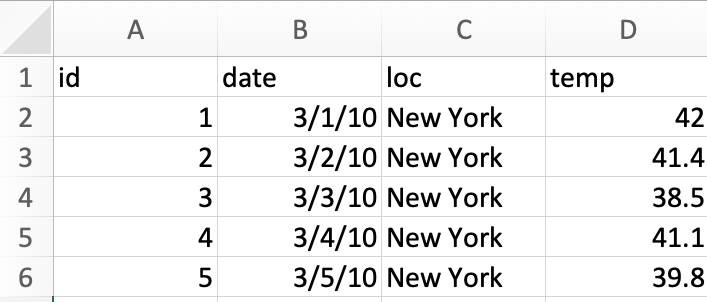 A B C D
1 id date loc temp
2 1 3/1/10 New York 42
3 2 3/2/10 New York 41.4
4 3 3/3/10 New York 38.5
5 4 3/4/10 New York 41.1
6 5 3/5/10 New York 39.8